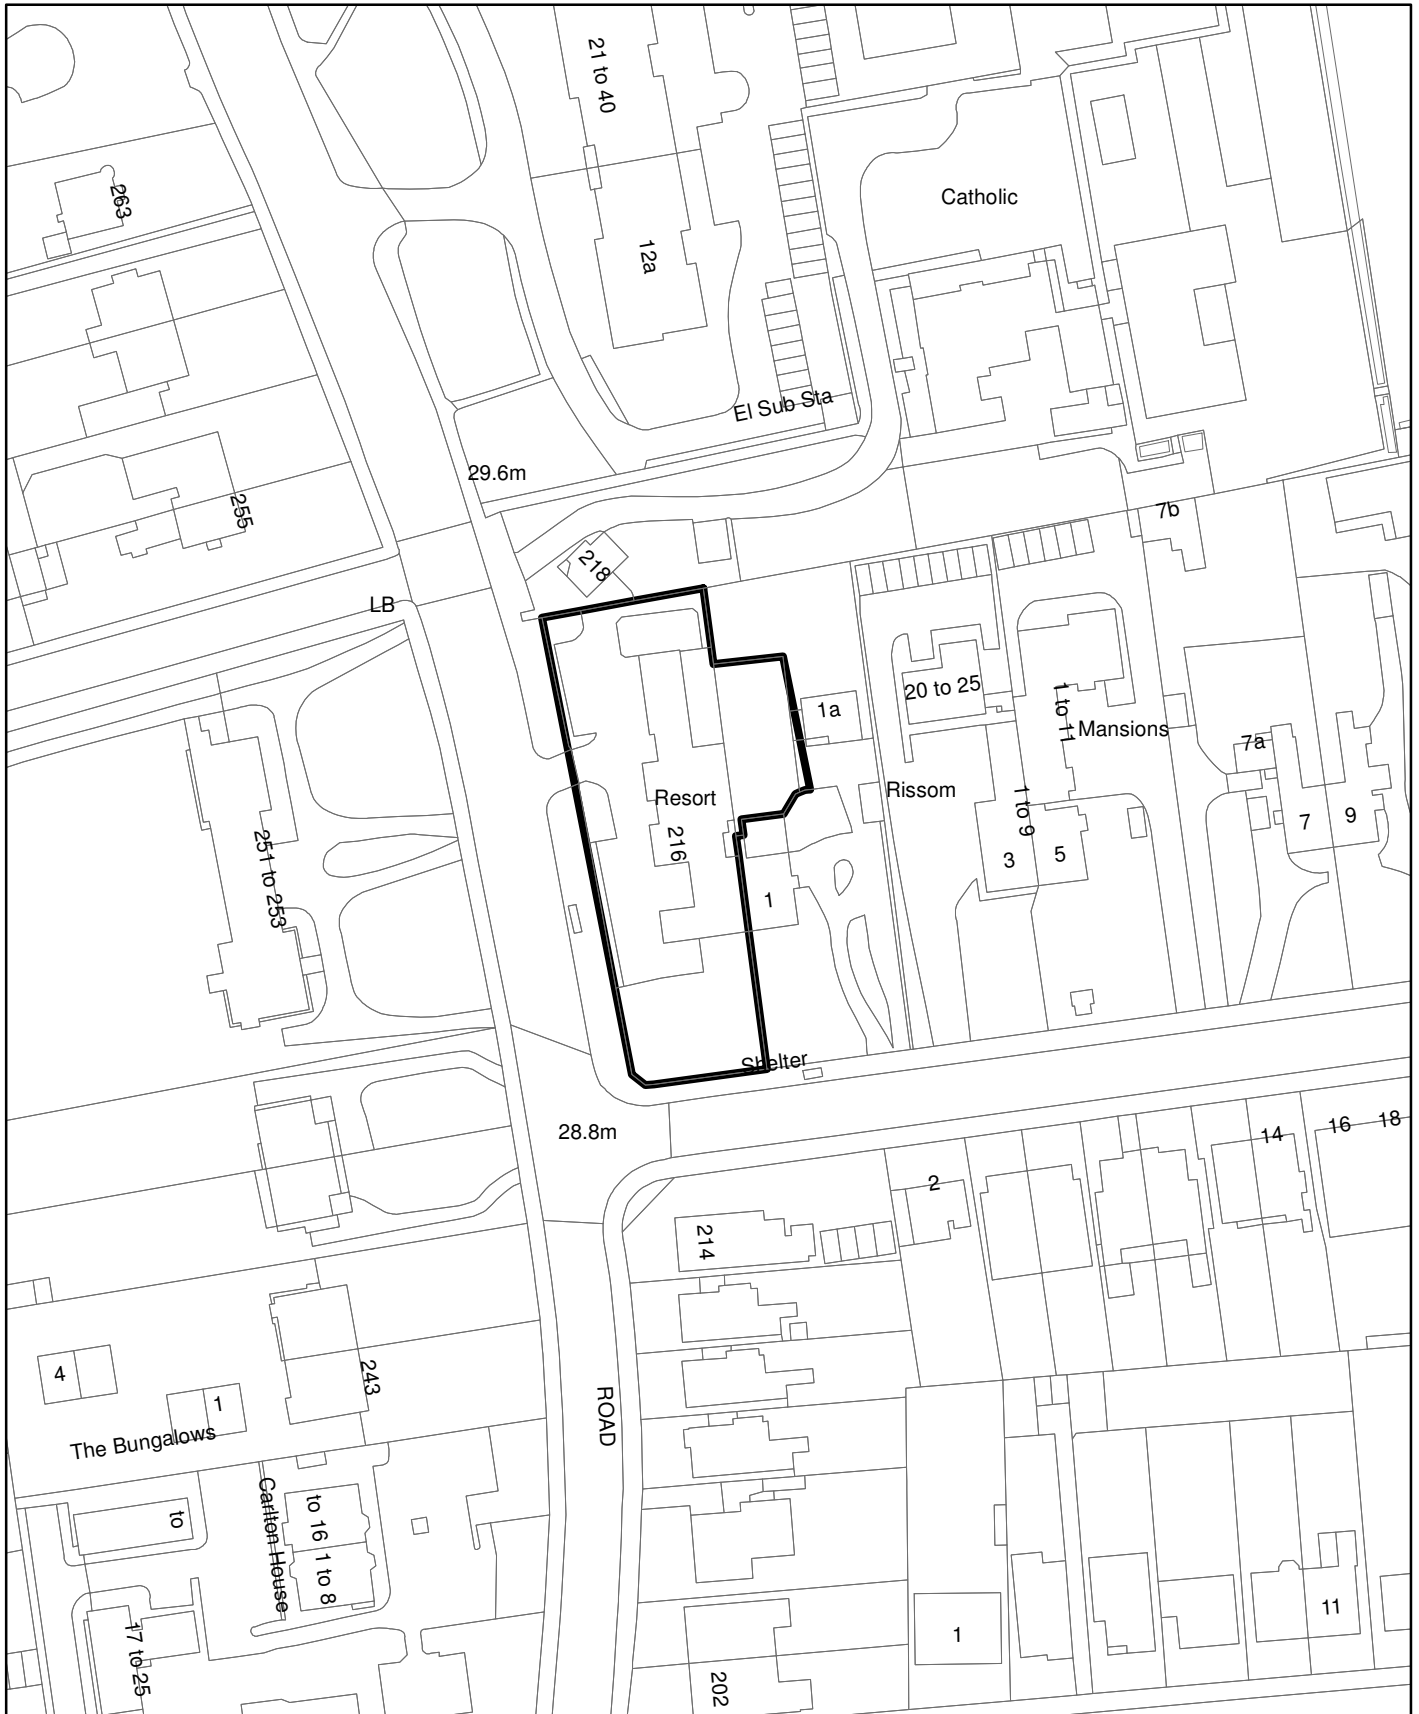 21 to 40
263
Catholic
12a
El Sub Sta
29.6m
255
7b
218
LB
20 to 25
1a
1 to 11
Mansions
7a
Resort
Rissom
1 to 9
216
7
9
3
5
251 to 253
1
Shelter
28.8m
14
16
18
2
214
243
4
1
ROAD
The Bungalows
Carlton House
to
to 16
1 to 8
17 to 25
1
11
202